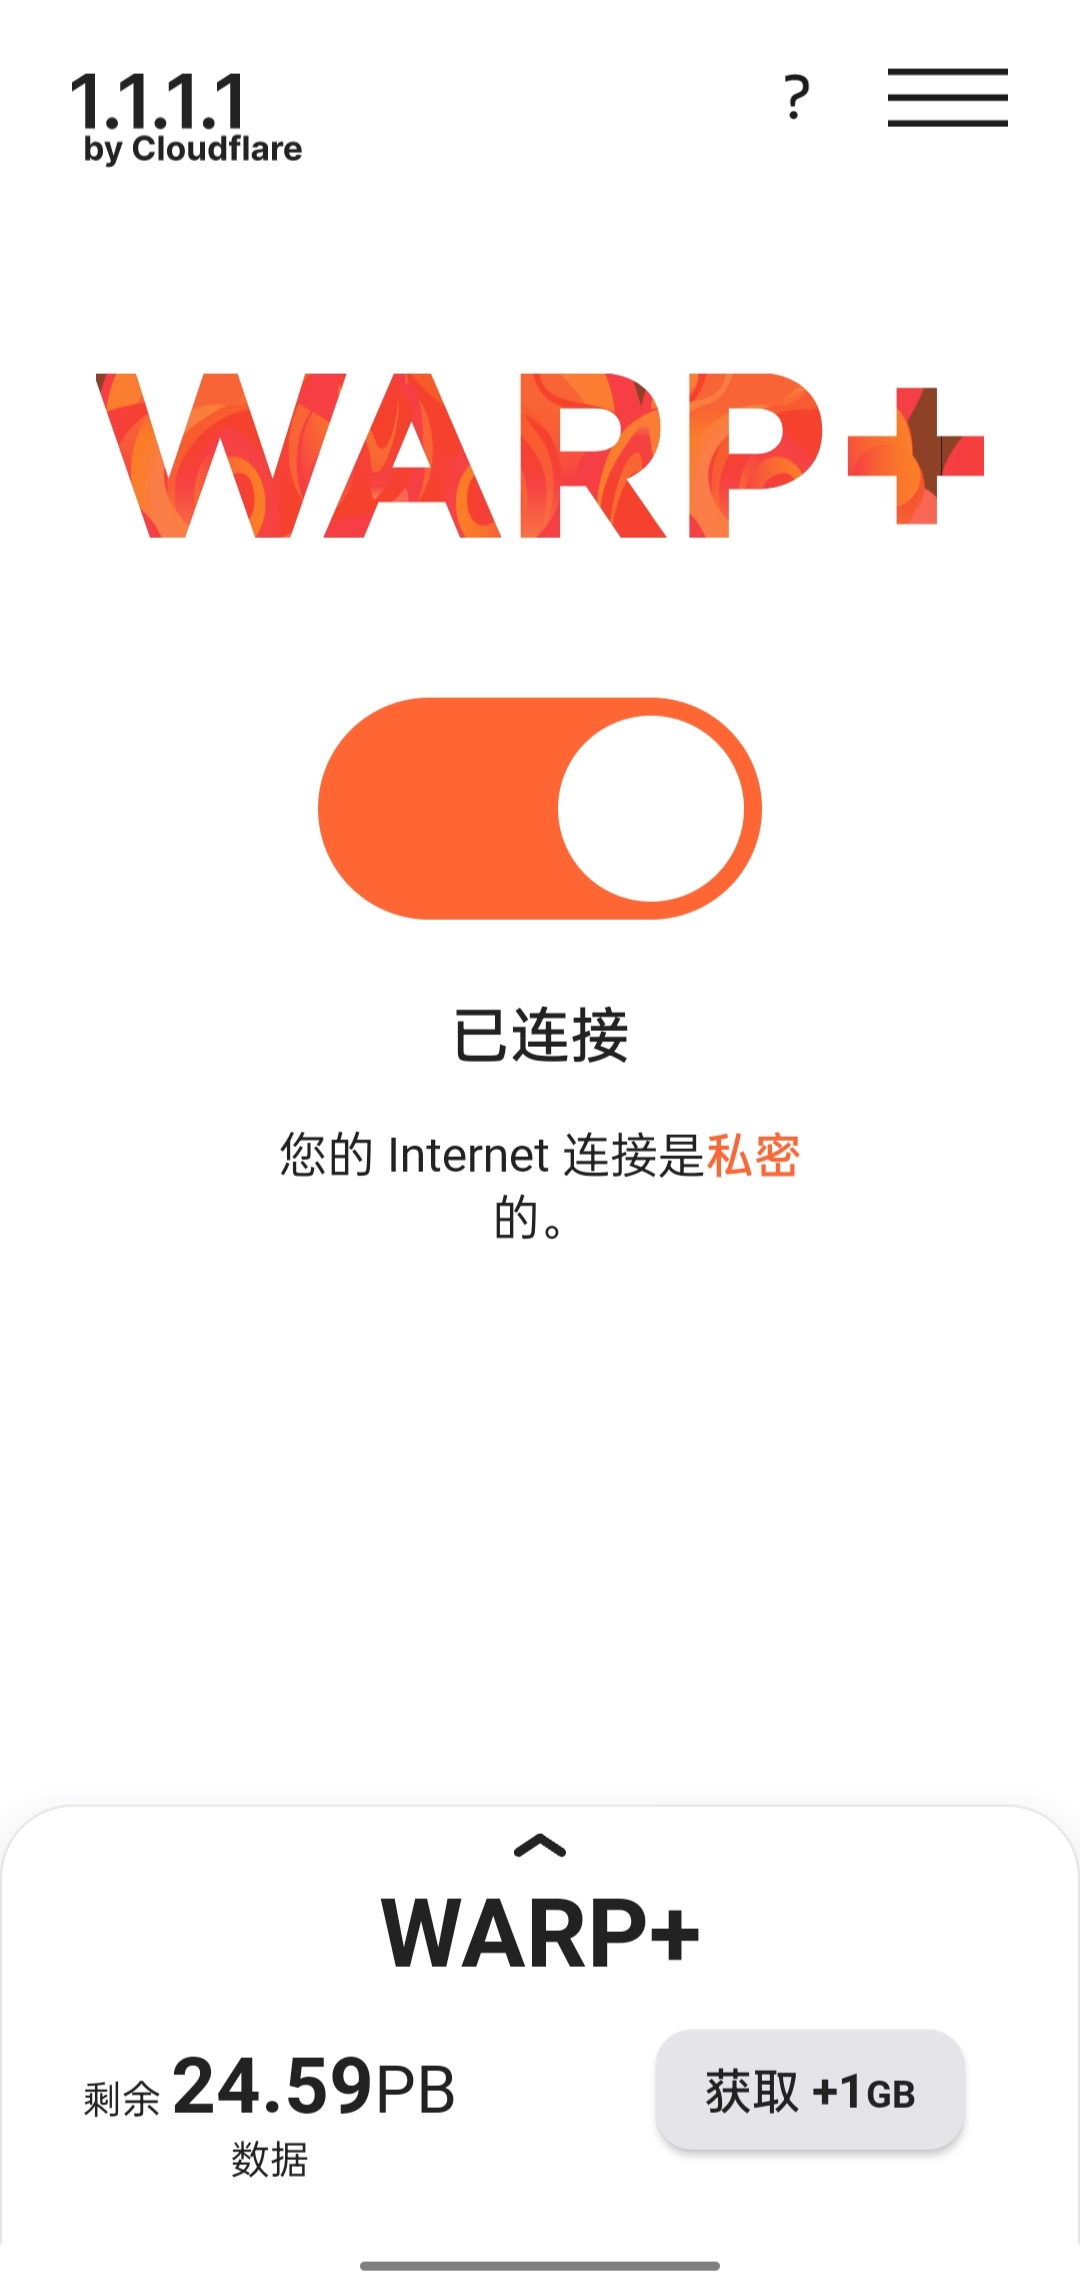 1.1.1.1
by Cloudflare
?
WARP+
已连接
您的 Internet 连接是私密
的。
WARP+
剩余 24.59PB
数据
获取 +1GB